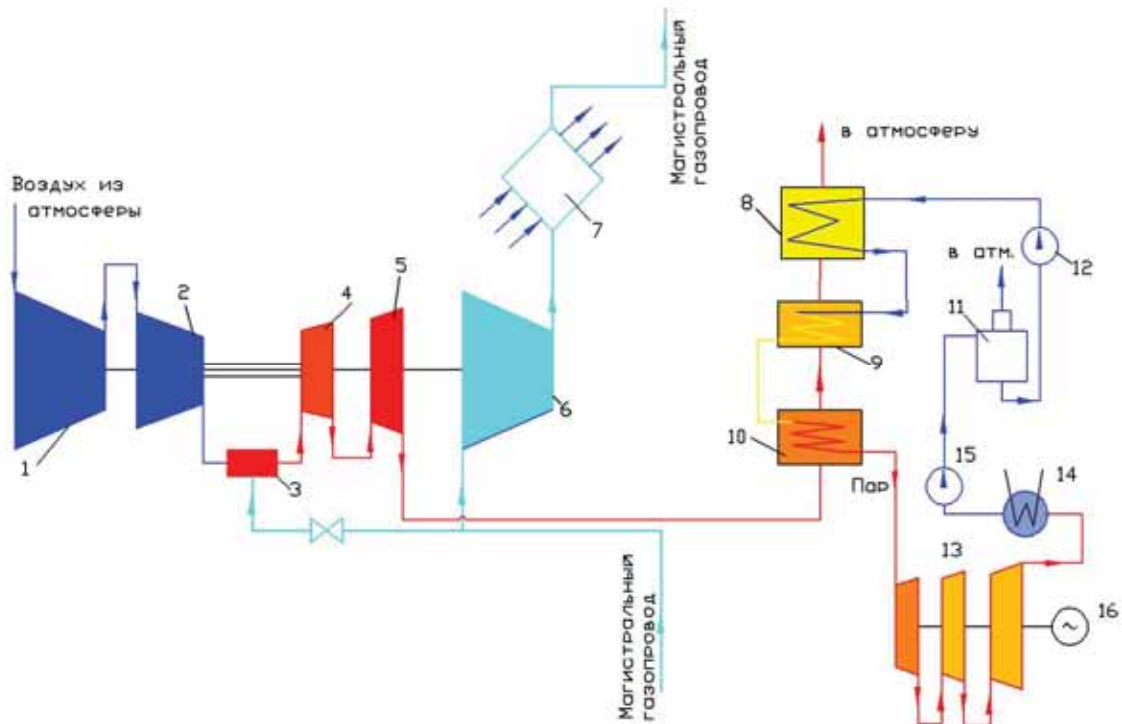 Магистральный
газопровод
в атмосферу
Воздух из
атмосферы
8
7
в атм.
12
5
2
4
11
9
6
10
1
3
15
14
Пар
13
16
Магистральный
газопровод